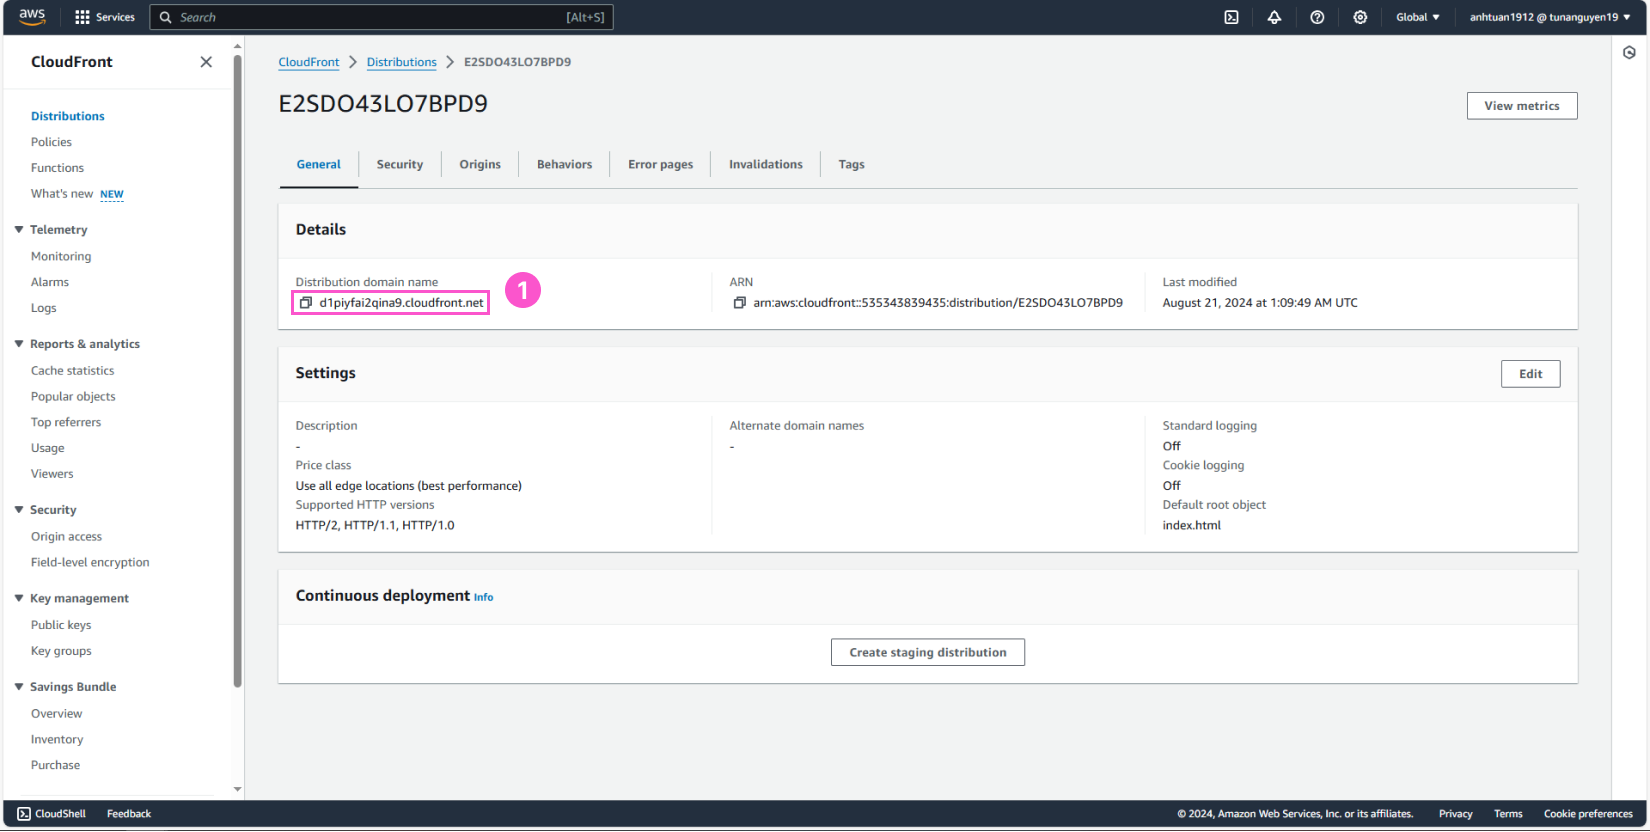 aws Services Search [Alt+S] Global anhtuan1912 @ tunanguyen19
CloudFront
Distributions
Policies
Functions
What's new NEW
Telemetry
Monitoring
Alarms
Logs
Reports & analytics
Cache statistics
Popular objects
Top referrers
Usage
Viewers
Security
Origin access
Field-level encryption
Key management
Public keys
Key groups
Savings Bundle
Overview
Inventory
Purchase
CloudFront Distributions E2SDO43LO7BPD9
E2SDO43LO7BPD9
View metrics
General Security Origins Behaviors Error pages Invalidations Tags
Details
Distribution domain name
d1piyfai2qina9.cloudfront.net
1
ARN
arn:aws:cloudfront::535343839435:distribution/E2SDO43LO7BPD9
Last modified
August 21, 2024 at 1:09:49 AM UTC
Settings
Edit
Description
-
Price class
Use all edge locations (best performance)
Supported HTTP versions
HTTP/2, HTTP/1.1, HTTP/1.0
Alternate domain names
-
Standard logging
Off
Cookie logging
Off
Default root object
index.html
Continuous deployment Info
Create staging distribution
CloudShell Feedback © 2024, Amazon Web Services, Inc. or its affiliates. Privacy Terms Cookie preferences